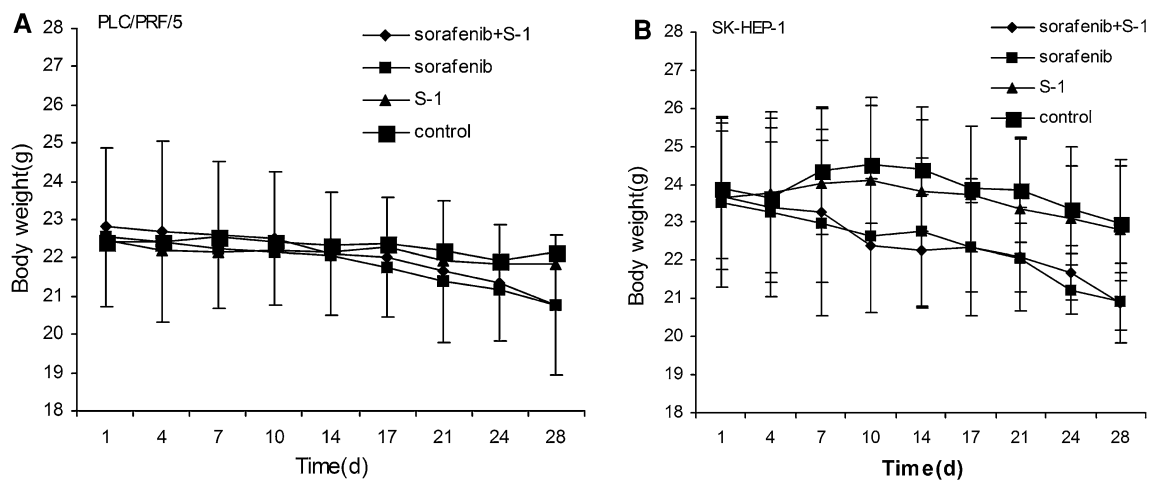 A
PLC/PRF/5
sorafenib+S-1
sorafenib
S-1
control
Body weight(g)
28
27
26
25
24
23
22
21
20
19
18
1 4 7 10 14 17 21 24 28
Time(d)
B
SK-HEP-1
sorafenib+S-1
sorafenib
S-1
control
Body weight(g)
28
27
26
25
24
23
22
21
20
19
18
1 4 7 10 14 17 21 24 28
Time(d)